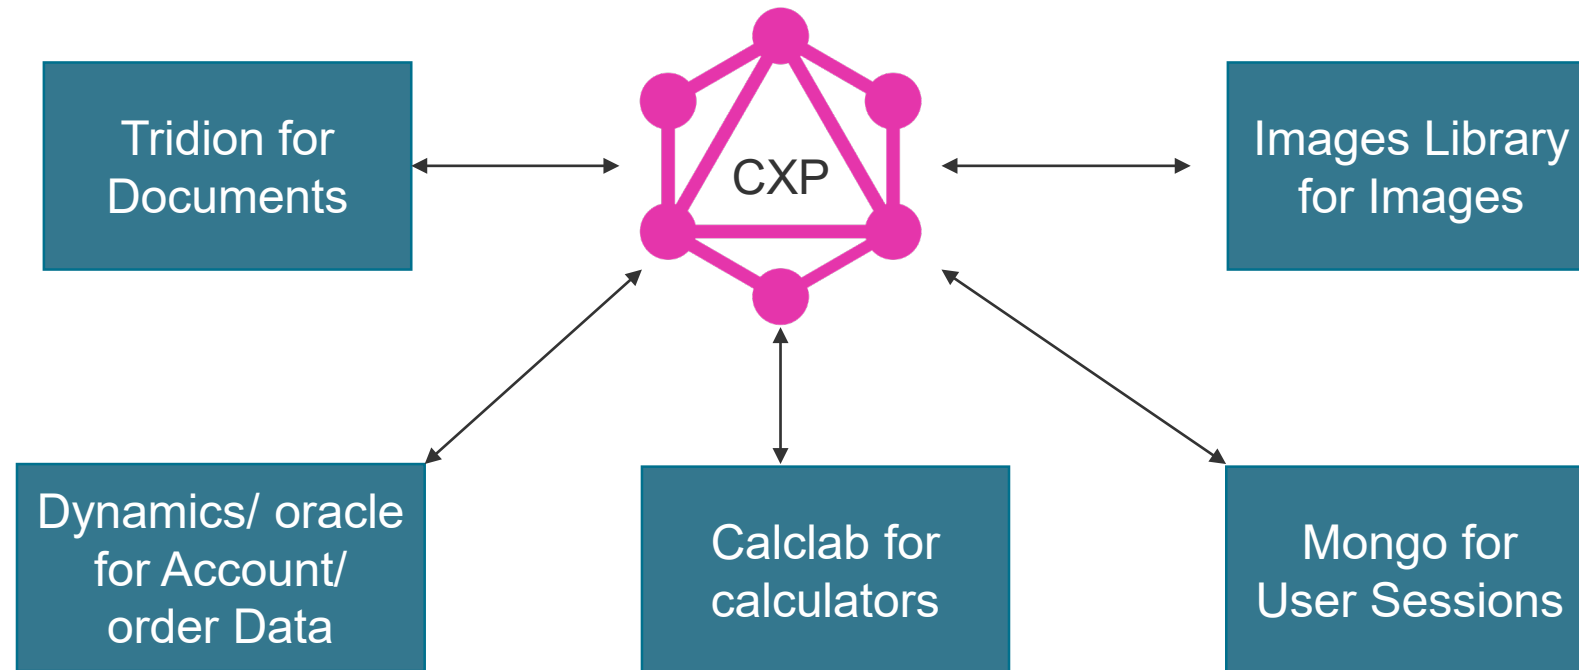 Tridion for
Documents
CXP
Images Library
for Images
Dynamics/ oracle
for Account/
order Data
Calclab for
calculators
Mongo for
User Sessions